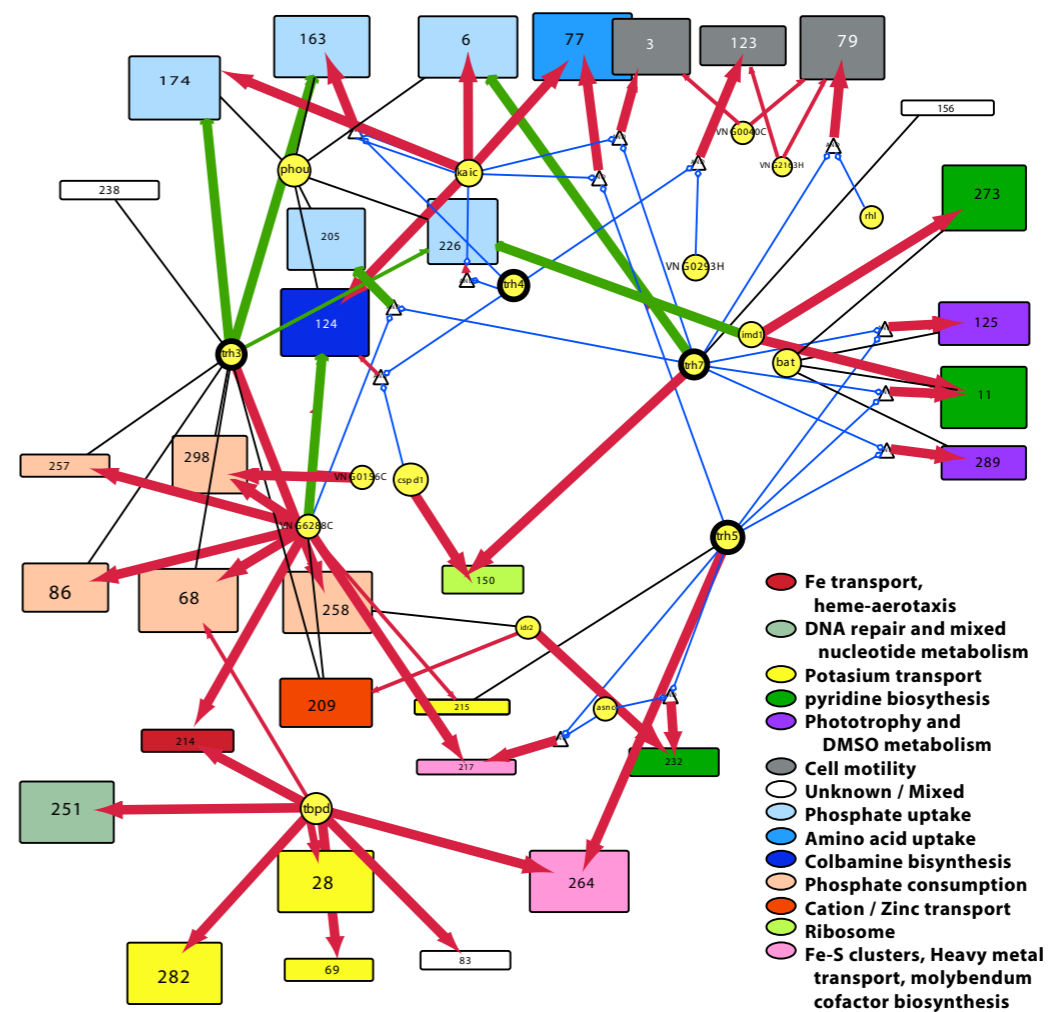 163
6
77
3
123
79
174
156
VNG0040C
VNG2163H
phou
kaic
238
273
rhl
205
226
VNG0293H
trh4
124
125
imd1
trh3
trh7
bat
11
257
298
VNG0156C
cspd1
289
VNG6288C
trh5
150
86
68
258
idr2
209
215
asnc
214
217
232
251
tbpd
28
264
282
69
83
Fe transport,
heme-aerotaxis
DNA repair and mixed
nucleotide metabolism
Potasium transport
pyridine biosythesis
Phototrophy and
DMSO metabolism
Cell motility
Unknown / Mixed
Phosphate uptake
Amino acid uptake
Colbamine bisynthesis
Phosphate consumption
Cation / Zinc transport
Ribosome
Fe-S clusters, Heavy metal
transport, molybendum
cofactor biosynthesis